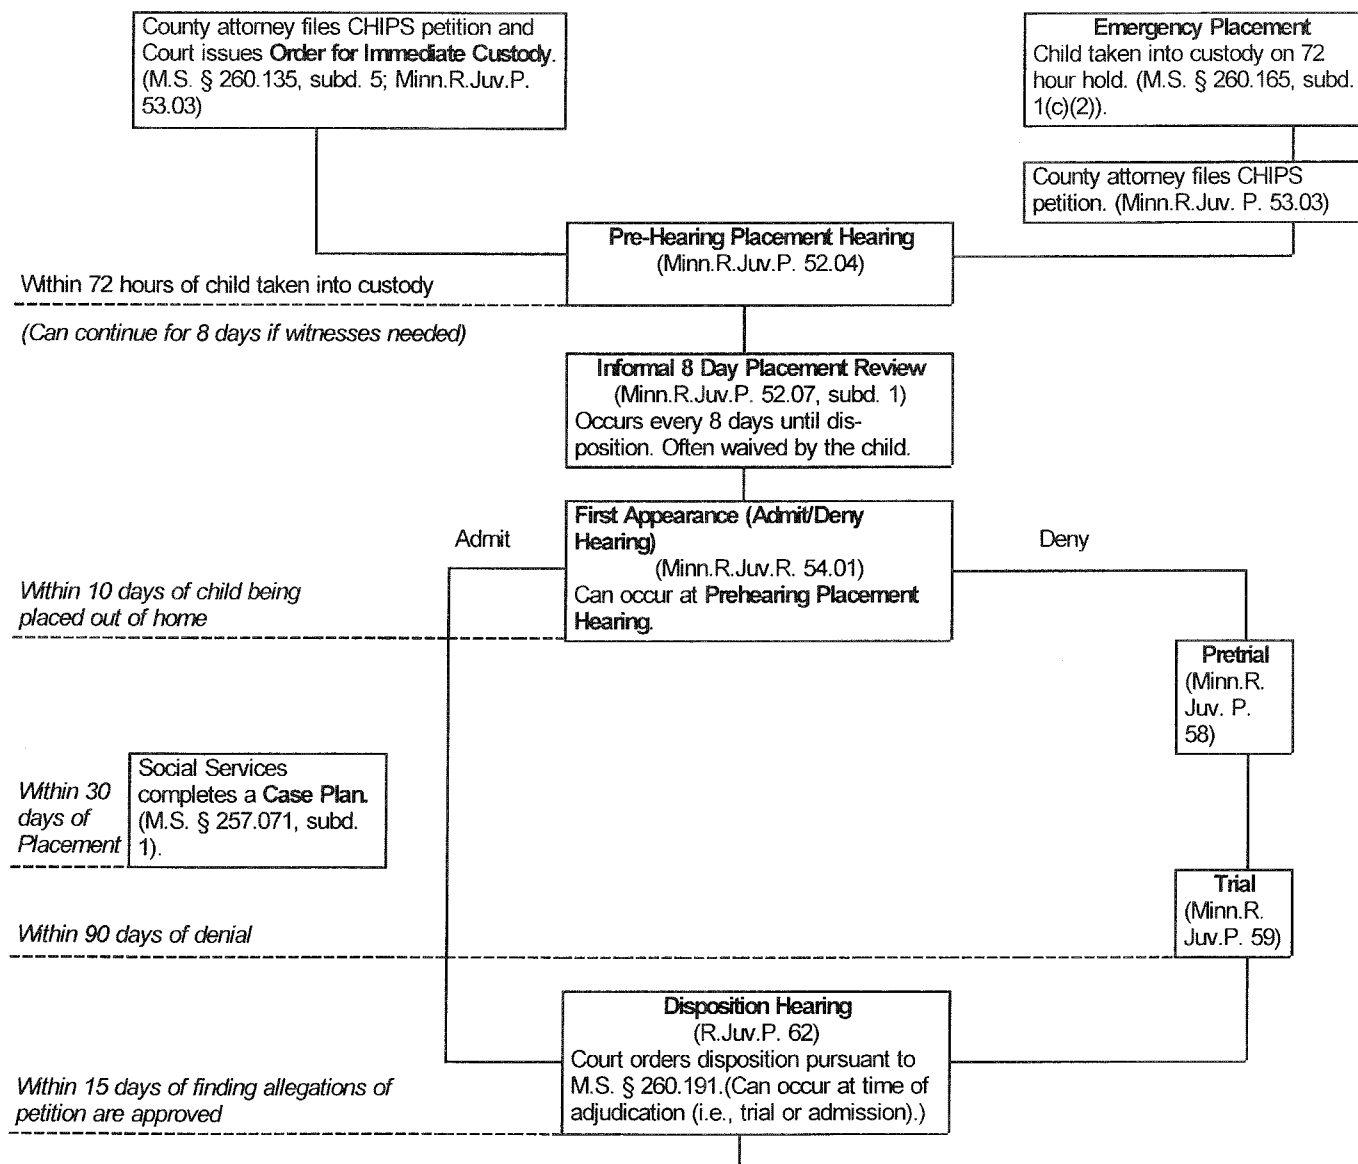 County attorney files CHIPS petition and
Court issues Order for Immediate Custody.
(M.S. § 260.135, subd. 5; Minn.R.Juv.P.
53.03)
Emergency Placement
Child taken into custody on 72
hour hold. (M.S. § 260.165, subd.
1(c)(2)).
County attorney files CHIPS
petition. (Minn.R.Juv. P. 53.03)
Pre-Hearing Placement Hearing
(Minn.R.Juv.P. 52.04)
Within 72 hours of child taken into custody
(Can continue for 8 days if witnesses needed)
Informal 8 Day Placement Review
(Minn.R.Juv.P. 52.07, subd. 1)
Occurs every 8 days until dis-
position. Often waived by the child.
First Appearance (Admit/Deny
Hearing)
(Minn.R.Juv.R. 54.01)
Can occur at Prehearing Placement
Hearing.
Admit
Deny
Within 10 days of child being
placed out of home
Pretrial
(Minn.R.
Juv. P.
58)
Within 30
days of
Placement
Social Services
completes a Case Plan.
(M.S. § 257.071, subd.
1).
Trial
(Minn.R.
Juv.P. 59)
Within 90 days of denial
Disposition Hearing
(R.Juv.P. 62)
Court orders disposition pursuant to
M.S. § 260.191.(Can occur at time of
adjudication (i.e., trial or admission).)
Within 15 days of finding allegations of
petition are approved